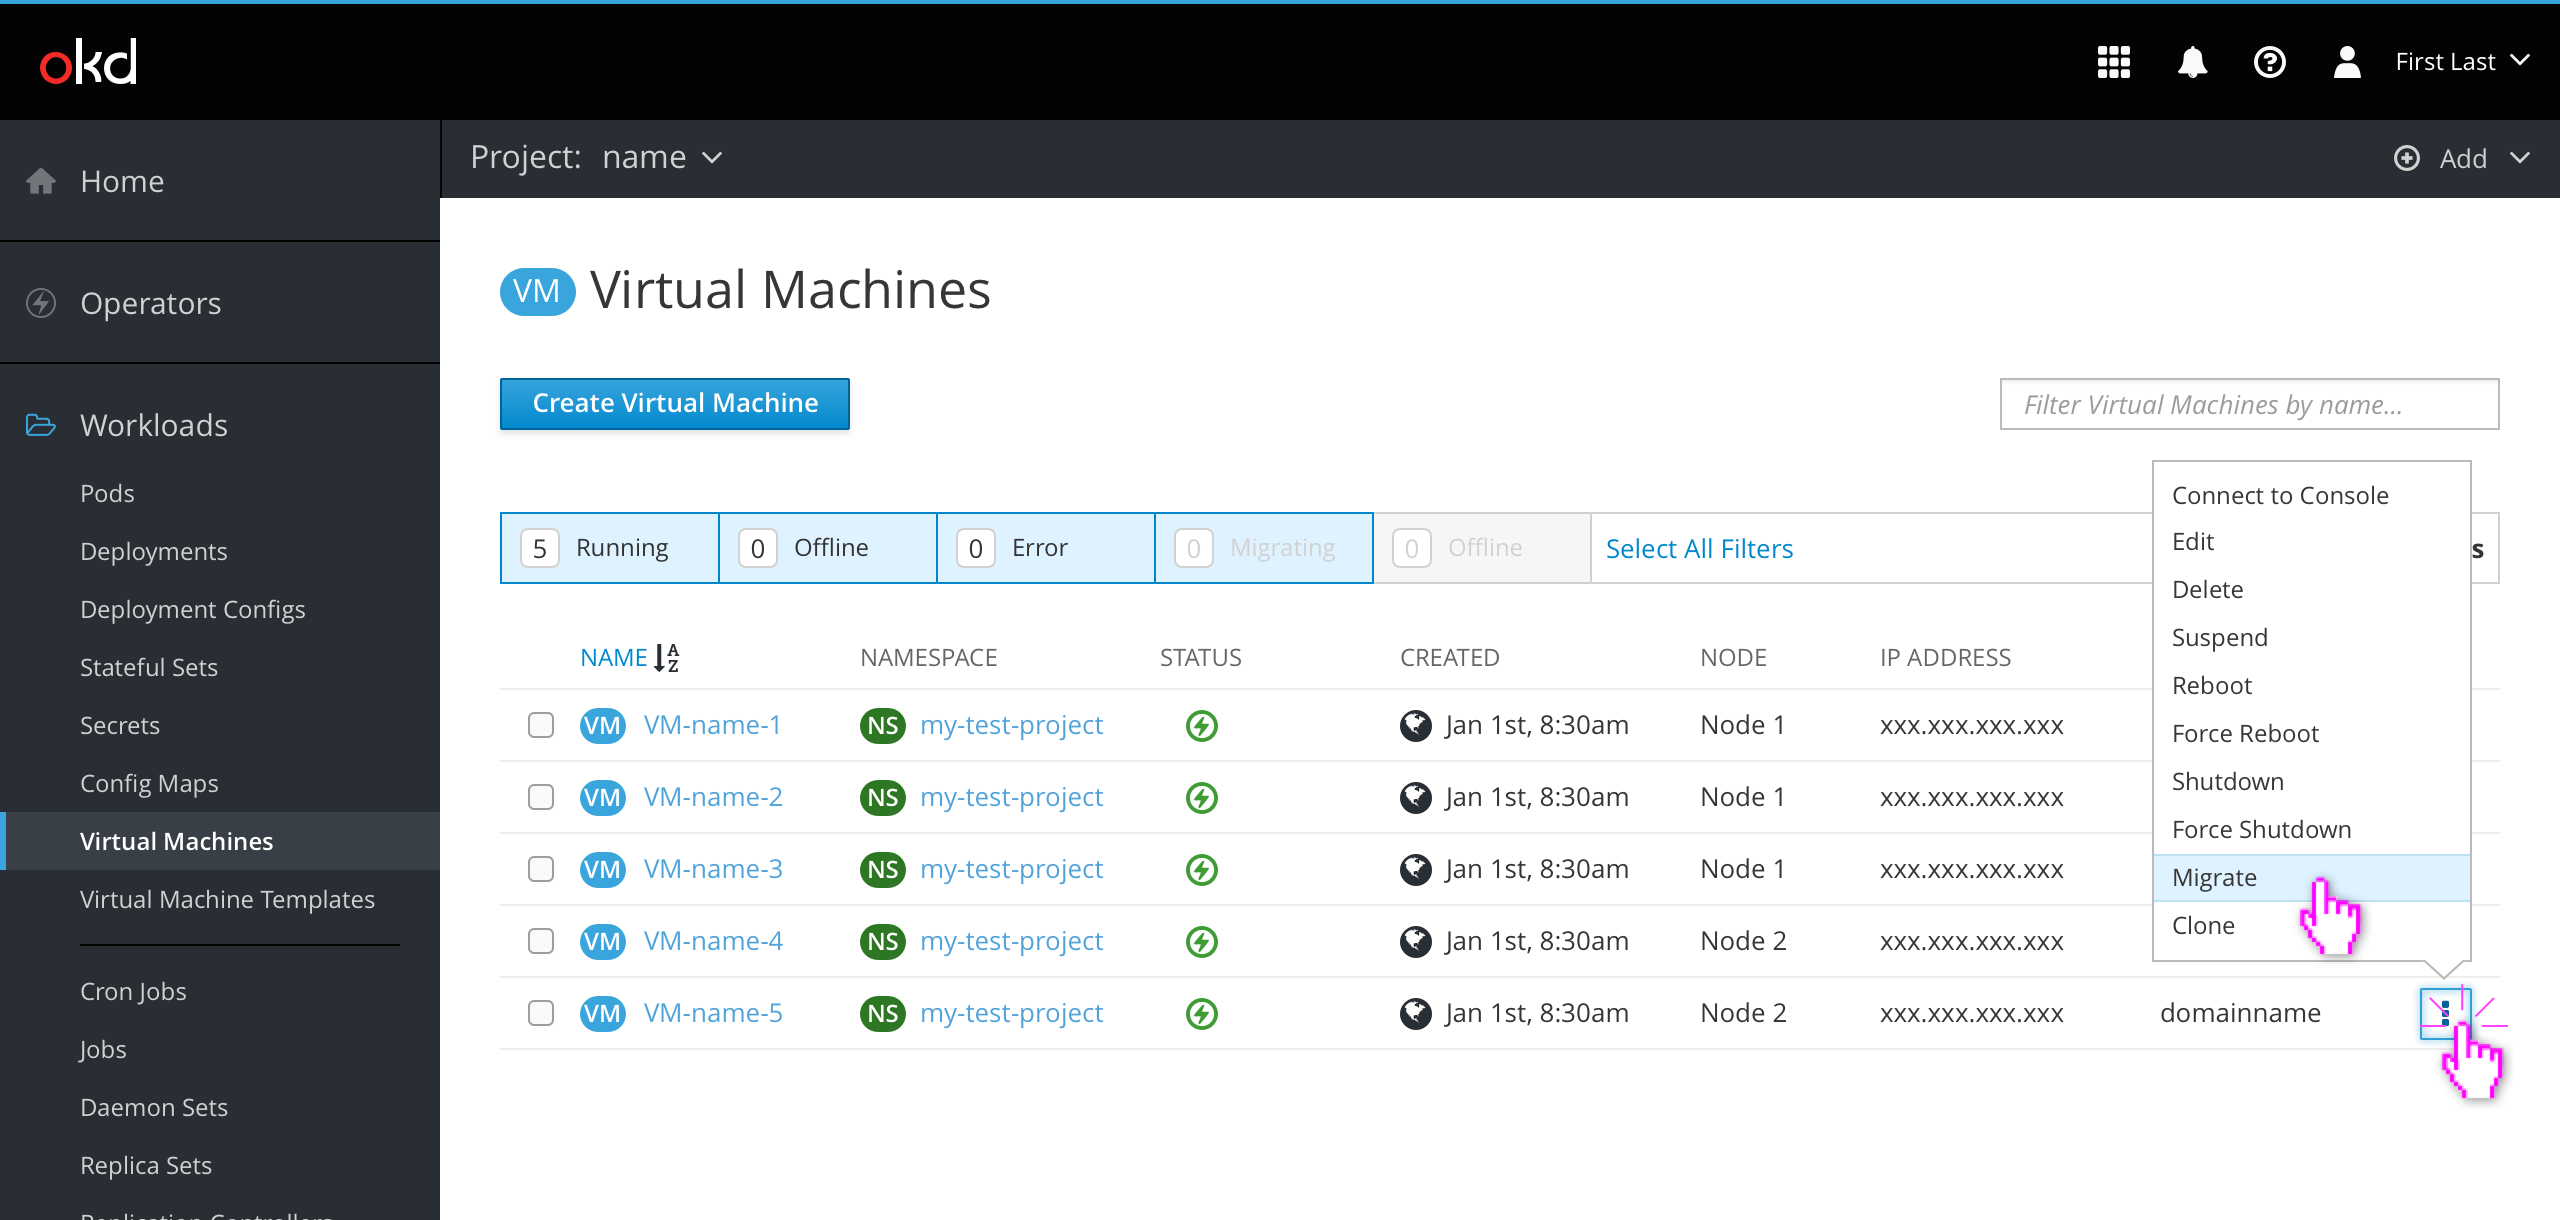 okd
First Last
Project: name
Add
Home
Operators
Workloads
Pods
Deployments
Deployment Configs
Stateful Sets
Secrets
Config Maps
Virtual Machines
Virtual Machine Templates
Cron Jobs
Jobs
Daemon Sets
Replica Sets
Replication Controllers
VM Virtual Machines
Create Virtual Machine
Filter Virtual Machines by name...
5 Running 0 Offline 0 Error 0 Migrating 0 Offline Select All Filters s
NAME NAMESPACE STATUS CREATED NODE IP ADDRESS
VM VM-name-1 NS my-test-project Jan 1st, 8:30am Node 1 xxx.xxx.xxx.xxx
VM VM-name-2 NS my-test-project Jan 1st, 8:30am Node 1 xxx.xxx.xxx.xxx
VM VM-name-3 NS my-test-project Jan 1st, 8:30am Node 1 xxx.xxx.xxx.xxx
VM VM-name-4 NS my-test-project Jan 1st, 8:30am Node 2 xxx.xxx.xxx.xxx
VM VM-name-5 NS my-test-project Jan 1st, 8:30am Node 2 xxx.xxx.xxx.xxx domainname
Connect to Console
Edit
Delete
Suspend
Reboot
Force Reboot
Shutdown
Force Shutdown
Migrate
Clone